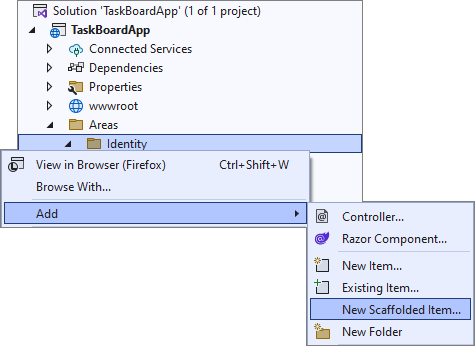 Solution 'TaskBoardApp' (1 of 1 project)
TaskBoardApp
Connected Services
Dependencies
Properties
wwwroot
Areas
Identity
View in Browser (Firefox) Ctrl+Shift+W
Browse With...
Add
Controller...
Razor Component...
New Item...
Existing Item...
New Scaffolded Item...
New Folder